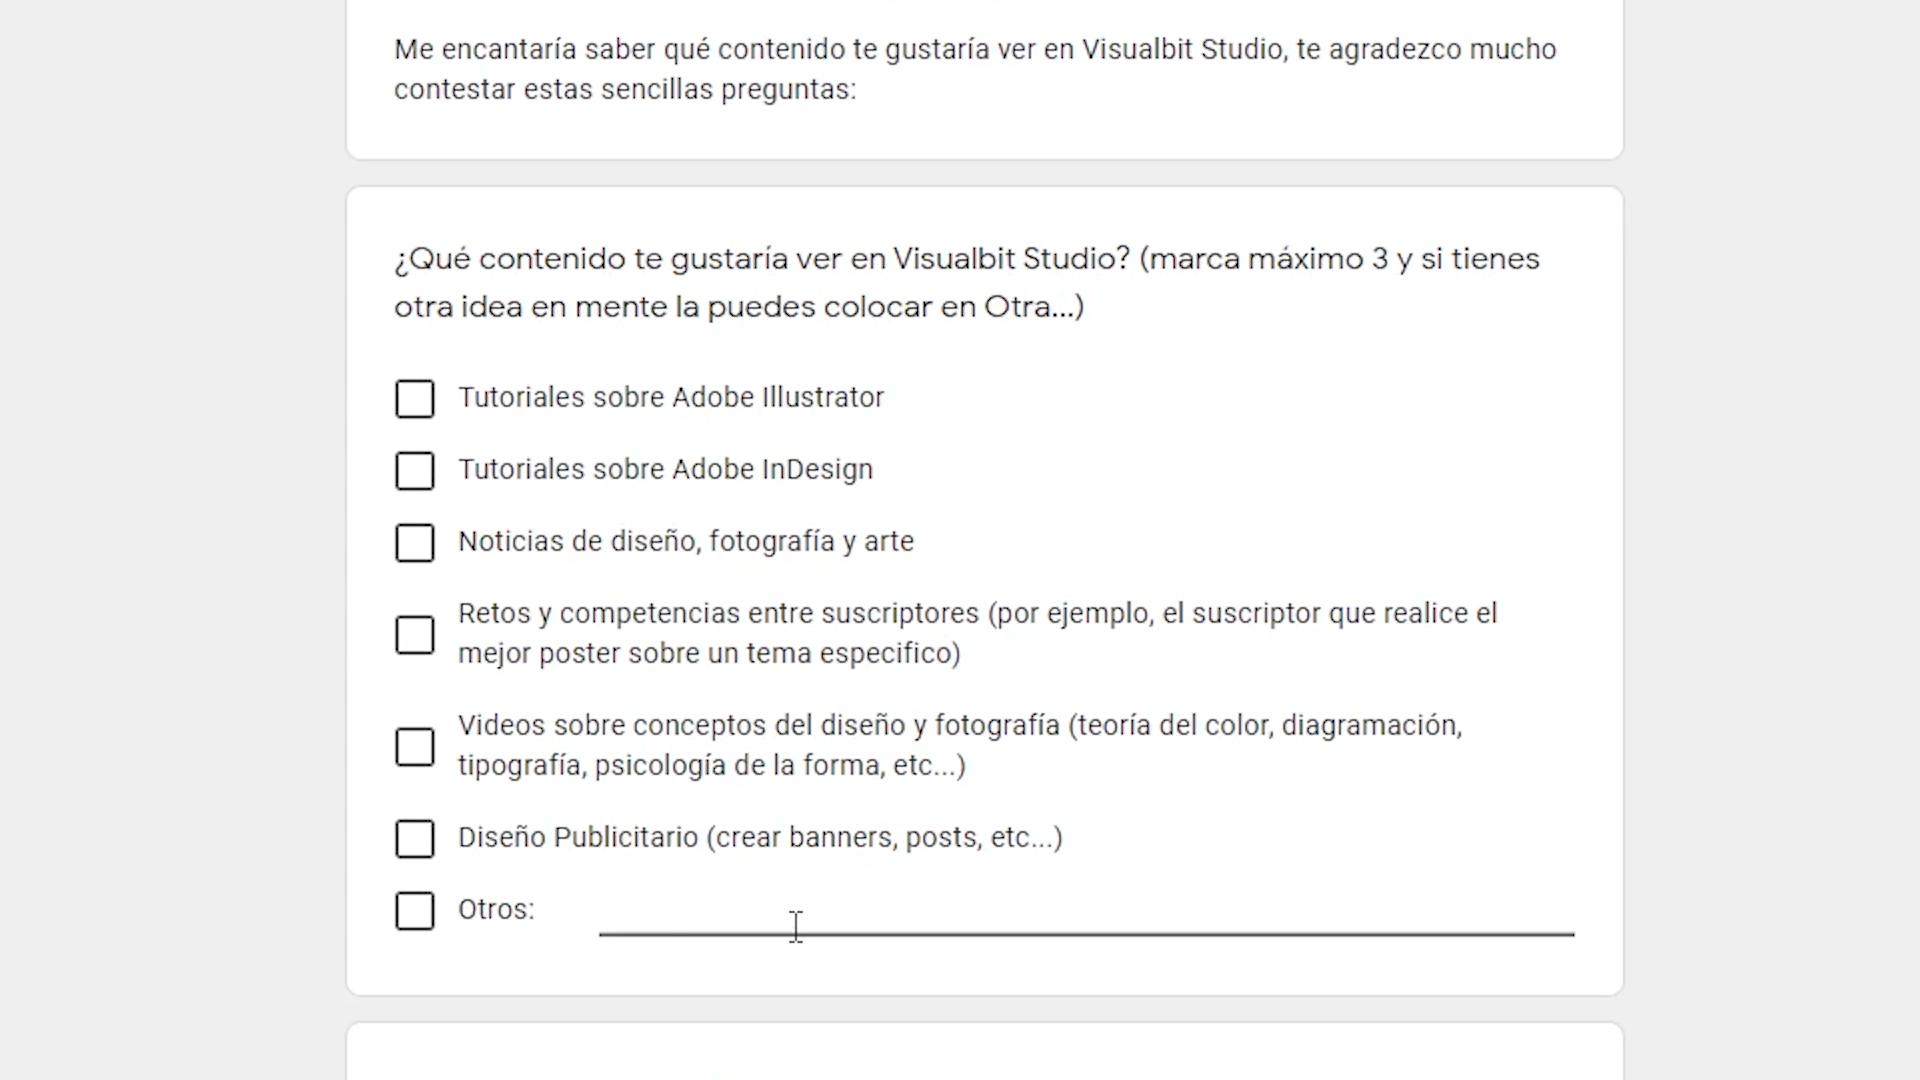 Me encantaría saber qué contenido te gustaría ver en Visualbit Studio, te agradezco mucho
contestar estas sencillas preguntas:
¿Qué contenido te gustaría ver en Visualbit Studio? (marca máximo 3 y si tienes
otra idea en mente la puedes colocar en Otra...)
Tutoriales sobre Adobe Illustrator
Tutoriales sobre Adobe InDesign
Noticias de diseño, fotografía y arte
Retos y competencias entre suscriptores (por ejemplo, el suscriptor que realice el
mejor poster sobre un tema especifico)
Videos sobre conceptos del diseño y fotografía (teoría del color, diagramación,
tipografía, psicología de la forma, etc...)
Diseño Publicitario (crear banners, posts, etc...)
Otros: